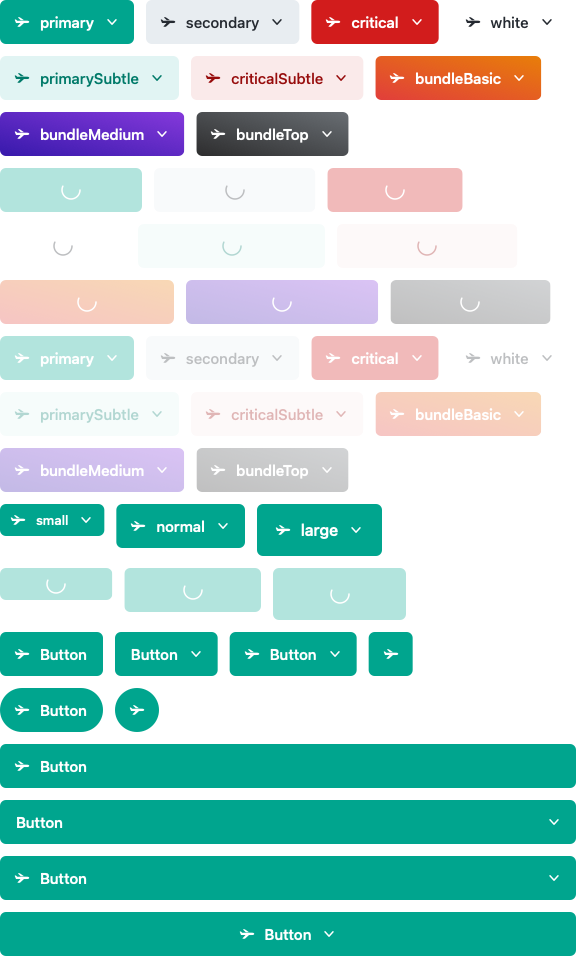 primary secondary critical white
primarySubtle criticalSubtle bundleBasic
bundleMedium bundleTop
primary secondary critical white
primarySubtle criticalSubtle bundleBasic
bundleMedium bundleTop
small normal large
Button Button Button
Button
Button
Button
Button
Button